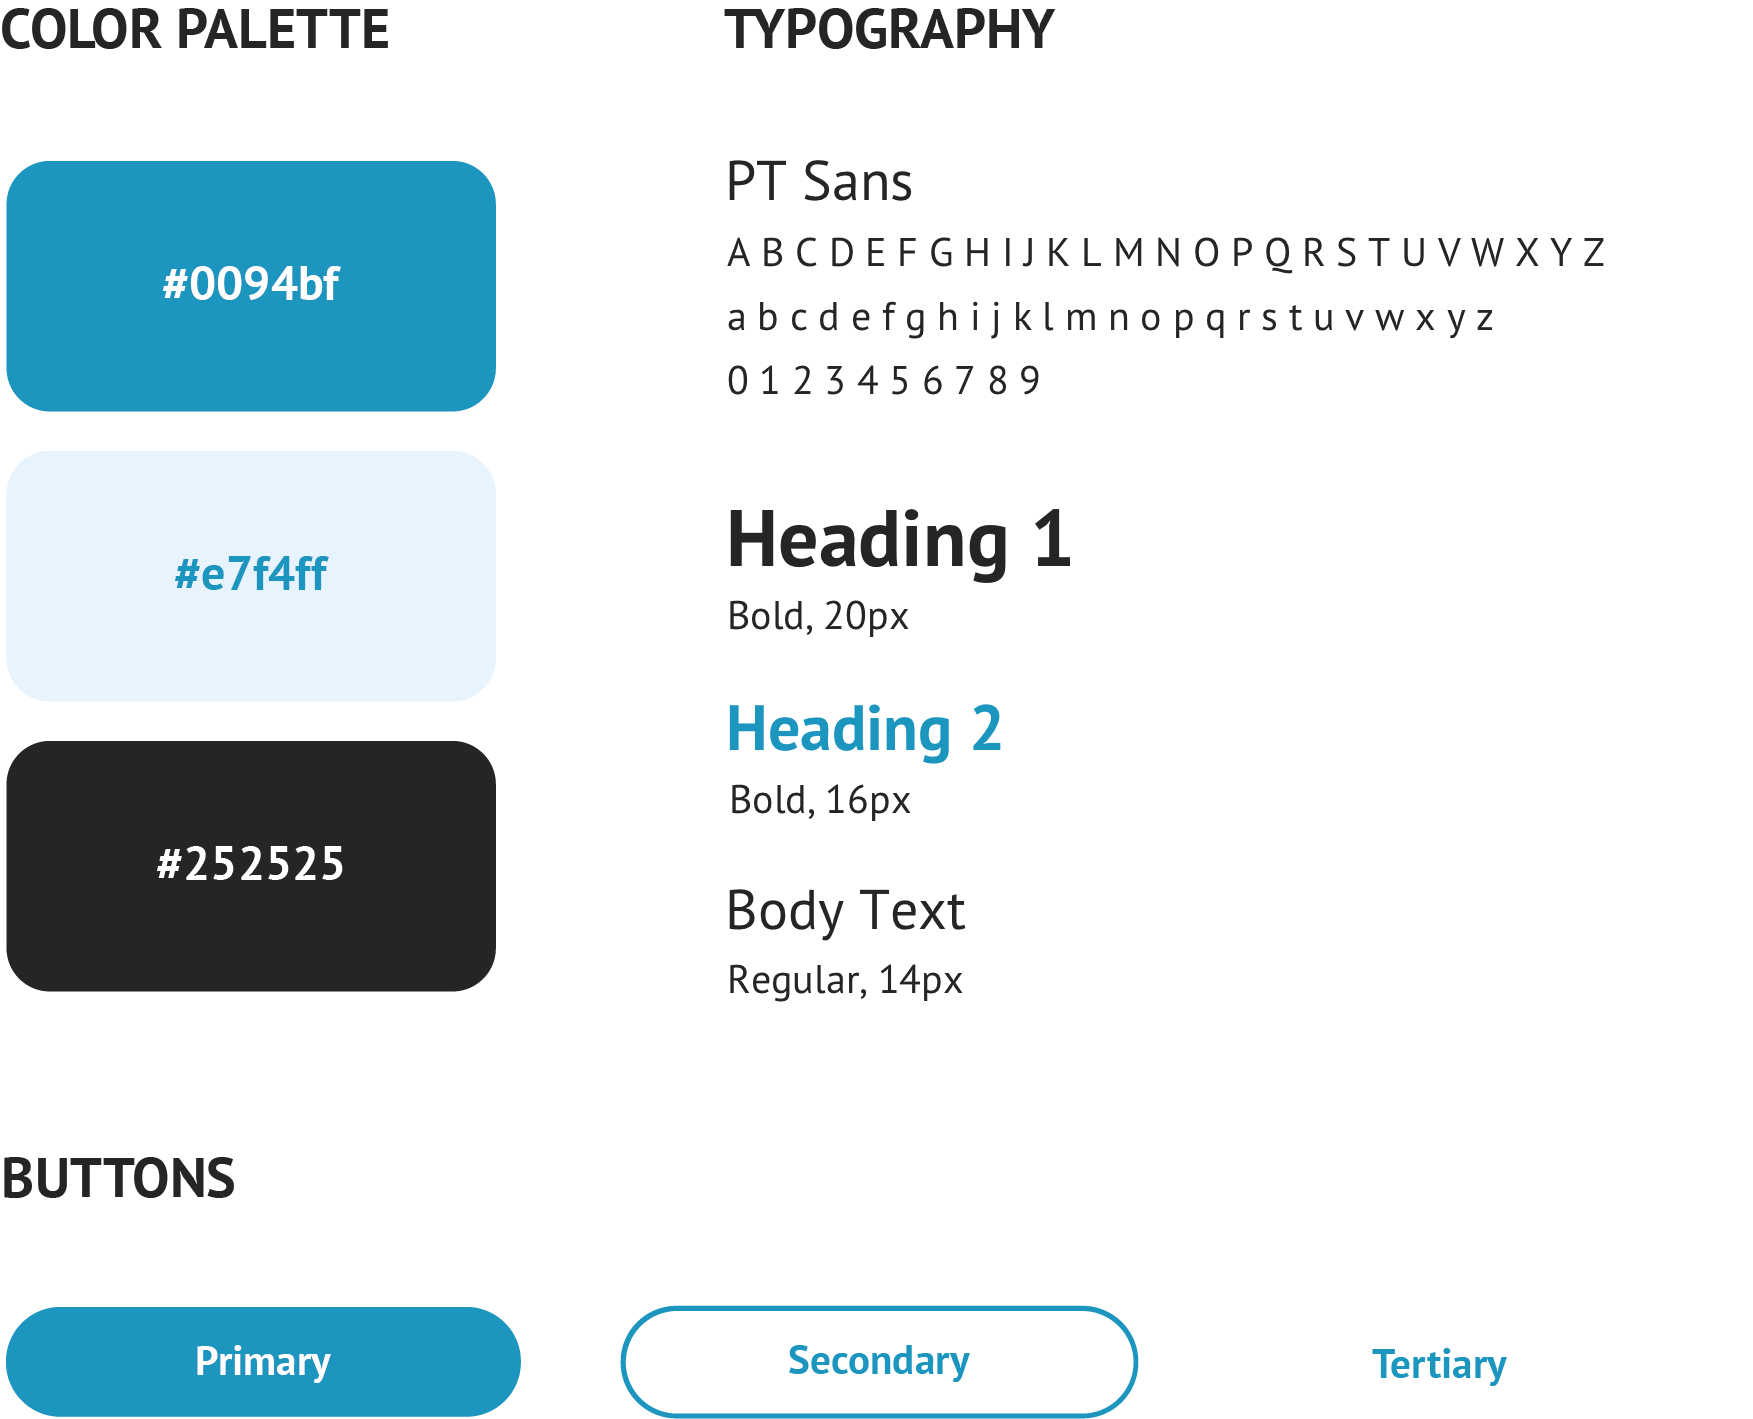 COLOR PALETTE
#0094bf
#e7f4ff
#252525
TYPOGRAPHY
PT Sans
A B C D E F G H I J K L M N O P Q R S T U V W X Y Z
a b c d e f g h i j k l m n o p q r s t u v w x y z
0 1 2 3 4 5 6 7 8 9
Heading 1
Bold, 20px
Heading 2
Bold, 16px
Body Text
Regular, 14px
BUTTONS
Primary
Secondary
Tertiary